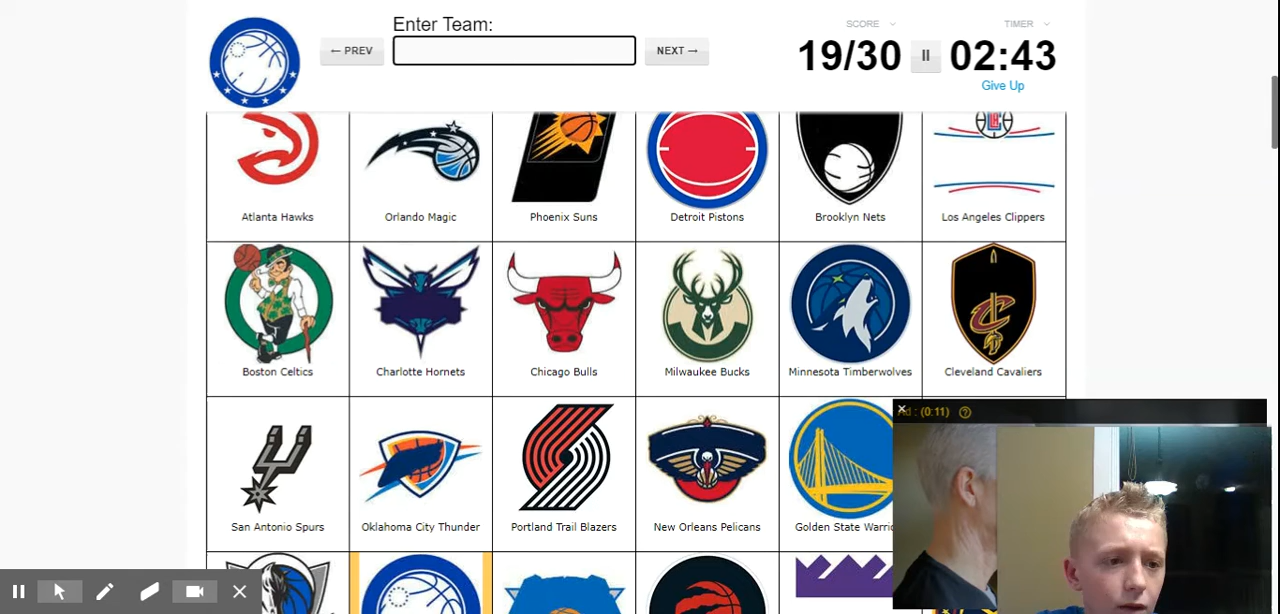 Enter Team:
← PREV
NEXT →
SCORE
19/30
TIMER
02:43
Give Up
Atlanta Hawks
Orlando Magic
Phoenix Suns
Detroit Pistons
Brooklyn Nets
Los Angeles Clippers
Boston Celtics
Charlotte Hornets
Chicago Bulls
Milwaukee Bucks
Minnesota Timberwolves
Cleveland Cavaliers
San Antonio Spurs
Oklahoma City Thunder
Portland Trail Blazers
New Orleans Pelicans
Golden State
: (0:11)